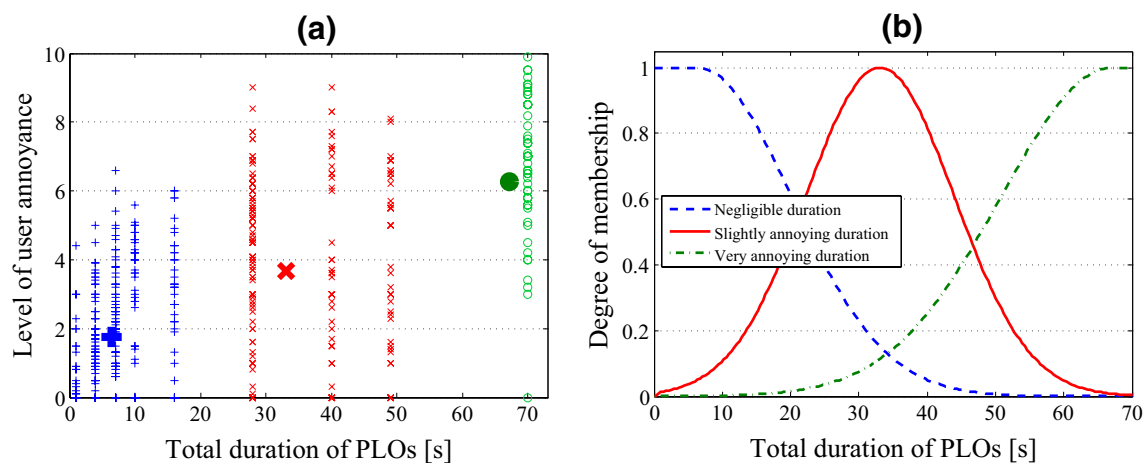 (a)
Level of user annoyance
10
8
6
4
2
0
0 10 20 30 40 50 60 70
Total duration of PLOs [s]
(b)
Degree of membership
1
0.8
0.6
0.4
0.2
0
Negligible duration
Slightly annoying duration
Very annoying duration
0 10 20 30 40 50 60 70
Total duration of PLOs [s]